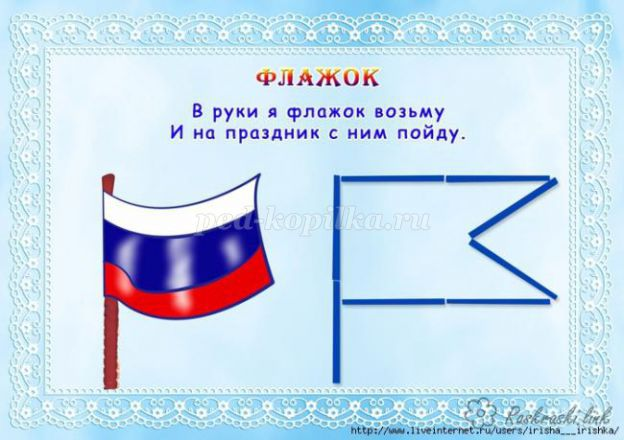 ФЛАЖОК
В руки я флажок возьму
И на праздник с ним пойду.
ped-kopilka.ru
Raskraski.link
http://www.liveinternet.ru/users/irisha___irishka/